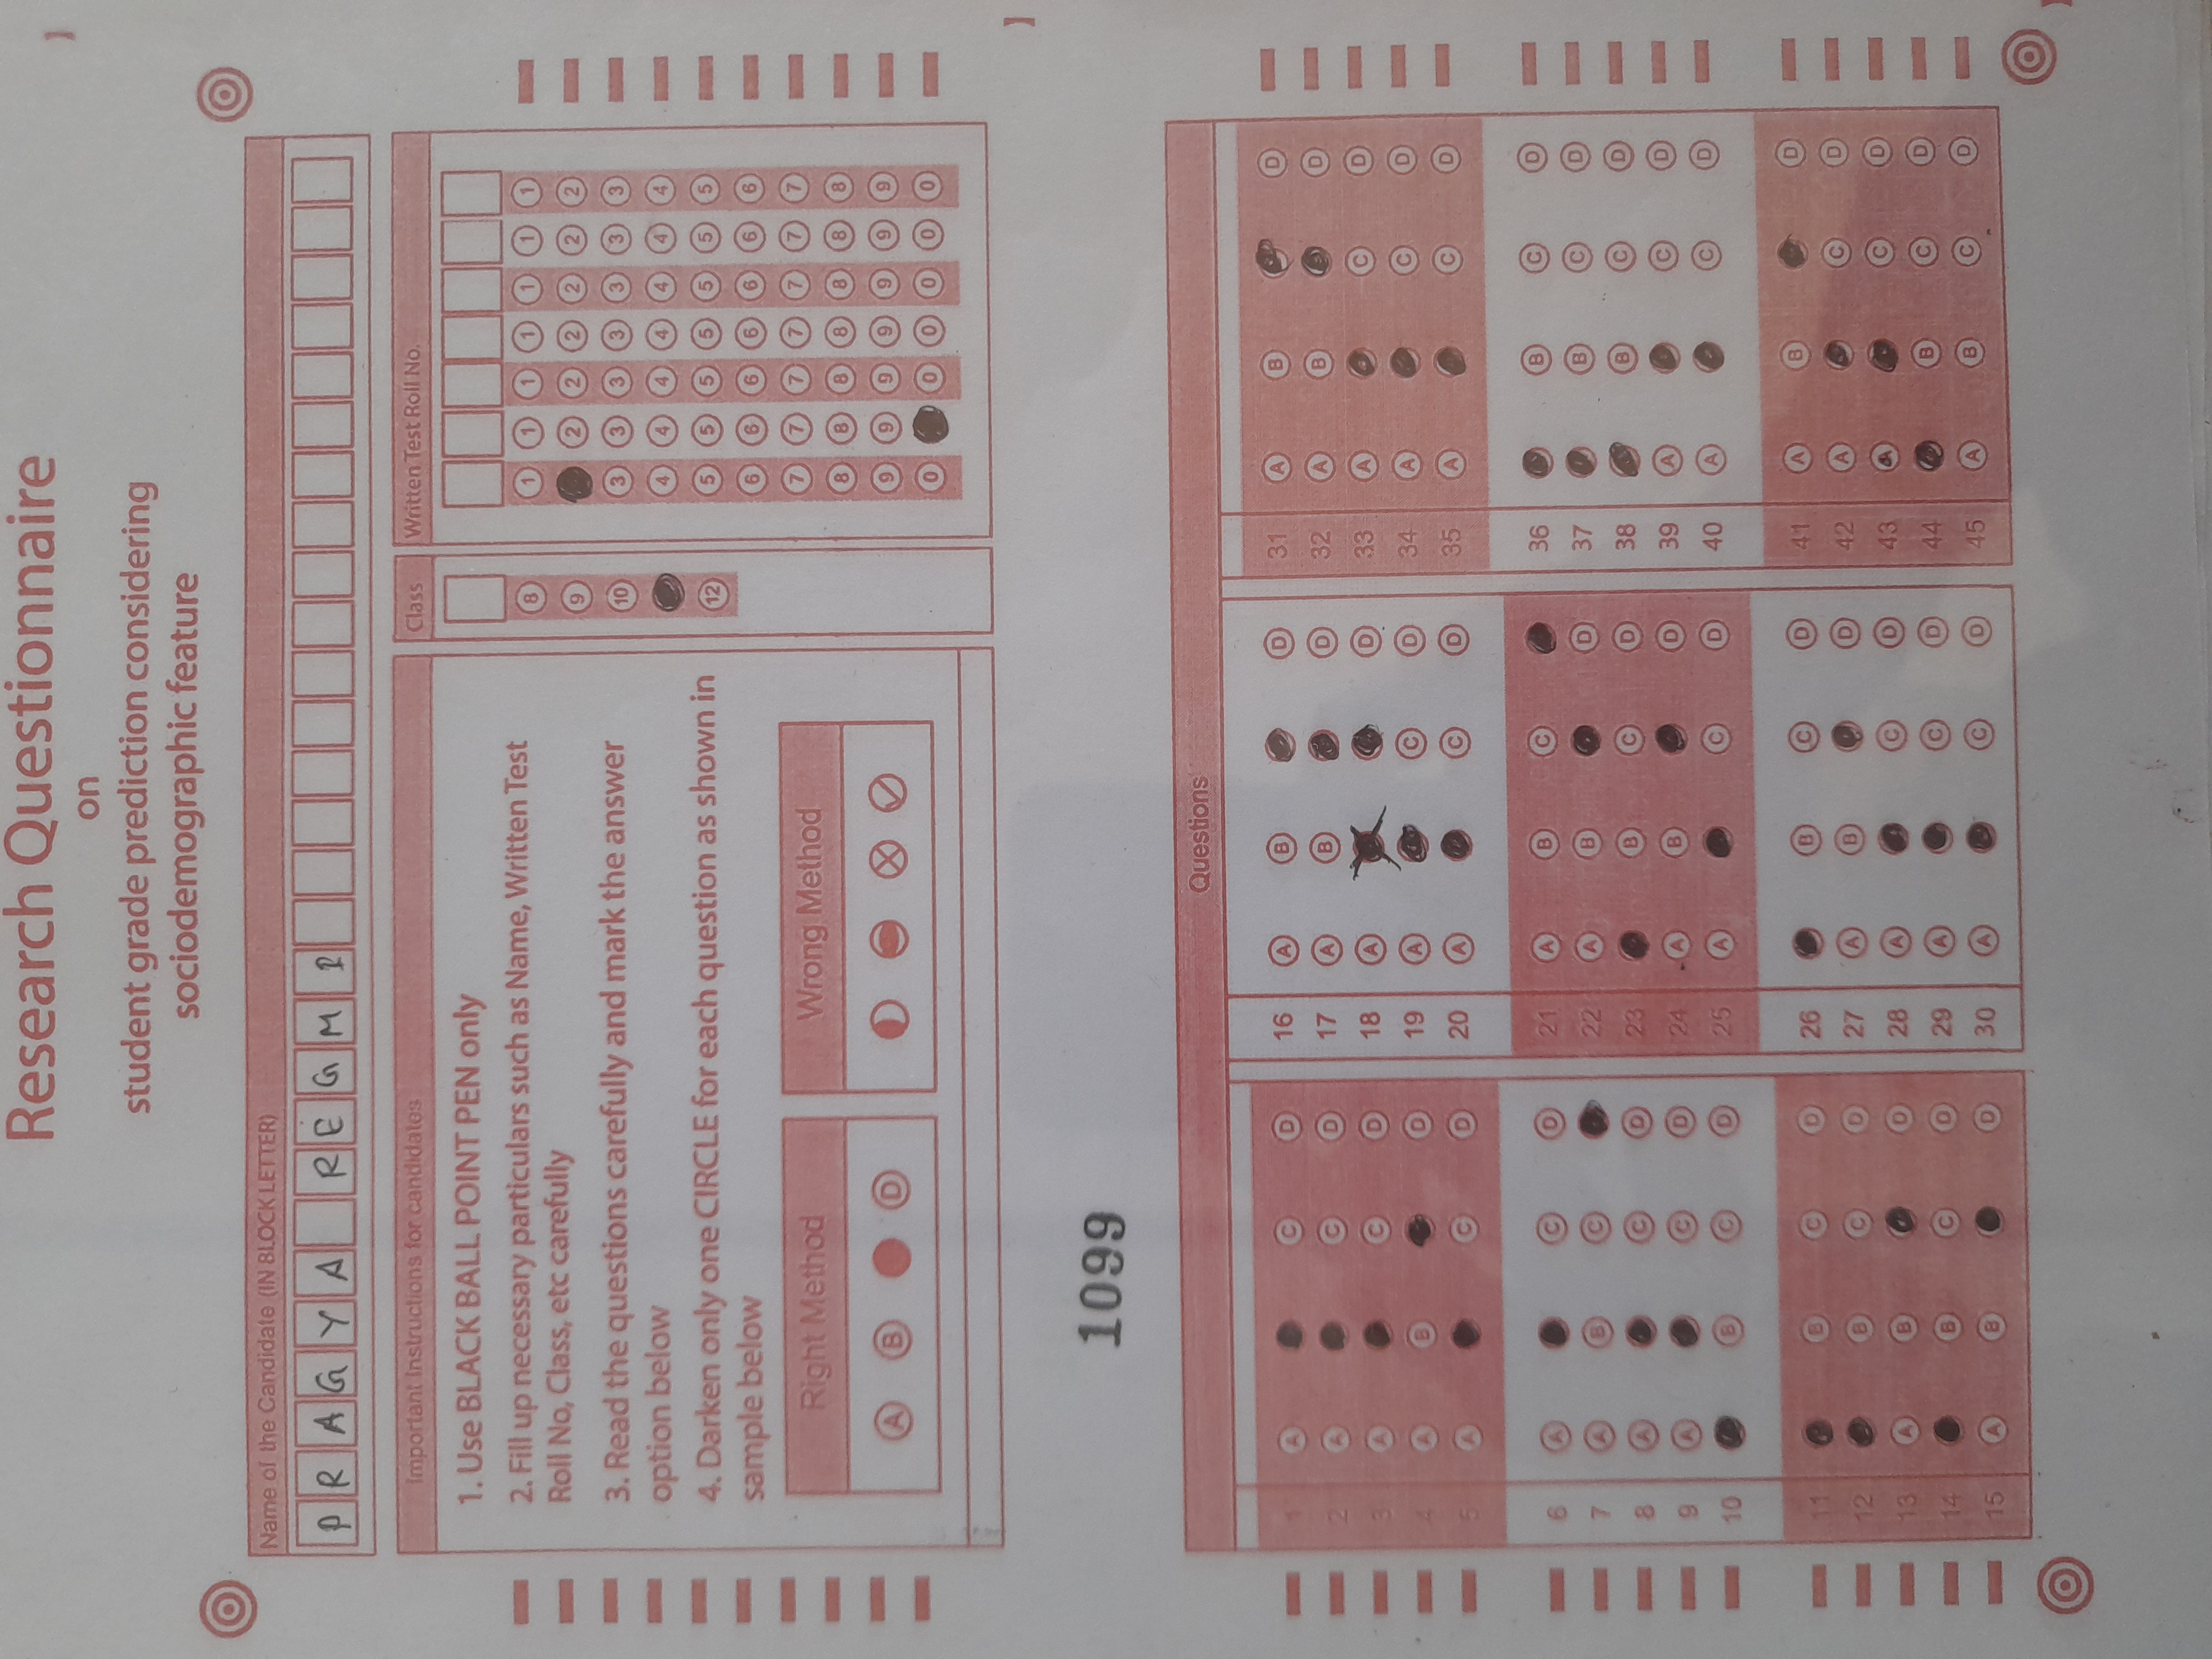 Research Questionnaire
on
student grade prediction considering
sociodemographic feature
Name of the Candidate (IN BLOCK LETTER)
PRAGYA REGMI
Important Instructions for candidates
1. Use BLACK BALL POINT PEN only
2. Fill up necessary particulars such as Name, Written Test
Roll No, Class, etc carefully
3. Read the questions carefully and mark the answer
option below
4. Darken only one CIRCLE for each question as shown in
sample below
Right Method
A B D
Wrong Method
Class
8
9
10
12
Written Test Roll No.
1 1 1 1 1 1 1
2 2 2 2 2 2
3 3 3 3 3 3 3
4 4 4 4 4 4 4
5 5 5 5 5 5 5
6 6 6 6 6 6 6
7 7 7 7 7 7 7
8 8 8 8 8 8 8
9 9 9 9 9 9 9
0 0 0 0 0 0
1099
Questions
1 A C D
2 A C D
3 A C D
4 A B D
5 A C D
6 A C D
7 A B C
8 A C D
9 A C D
10 B C D
11 B C D
12 B C D
13 A B D
14 B C D
15 A B D
16 A B D
17 A B D
18 A D
19 A C D
20 A C D
21 A B C
22 A B D
23 B C D
24 A B D
25 A C D
26 B C D
27 A B D
28 A C D
29 A C D
30 A C D
31 A B D
32 A B D
33 A C D
34 A C D
35 A C D
36 B C D
37 B C D
38 B C D
39 A C D
40 A C D
41 A B D
42 A C D
43 A C D
44 B C D
45 A B C D